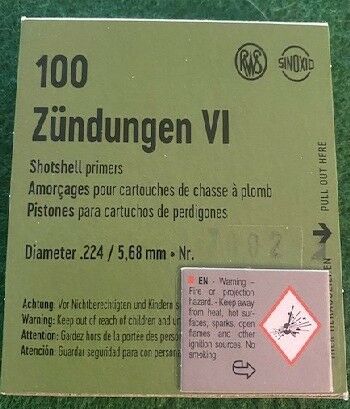 100
RWS
SINOXID
Zündungen VI
Shotshell primers
Amorçages pour cartouches de chasse à plomb
Pistones para cartuchos de perdigones
Diameter .224 / 5,68 mm • Nr.
PULL OUT HERE
Achtung: Vor Nichtberechtigten und Kindern
Warning: Keep out of reach of children and
Attention: Gardez hors de la portée des
Atención: Guardar seguridad para con
EN - Warning -
Fire or projection
hazard. - Keep away
from heat, hot sur-
faces, sparks, open
flames and other
ignition sources. No
smoking